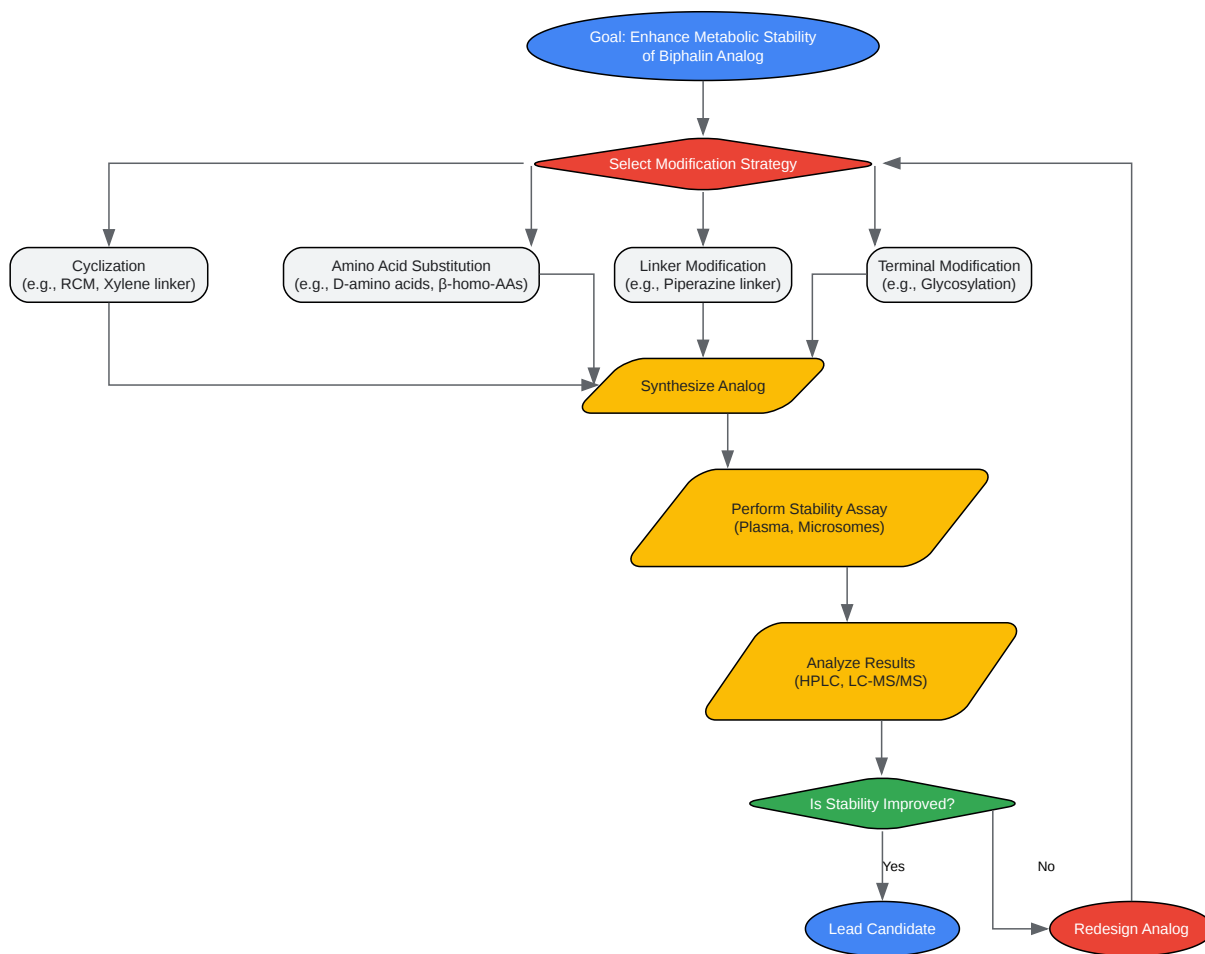 Goal: Enhance Metabolic Stability
of Biphalin Analog
Select Modification Strategy
Cyclization
(e.g., RCM, Xylene linker)
Amino Acid Substitution
(e.g., D-amino acids, β-homo-AAs)
Linker Modification
(e.g., Piperazine linker)
Terminal Modification
(e.g., Glycosylation)
Synthesize Analog
Perform Stability Assay
(Plasma, Microsomes)
Analyze Results
(HPLC, LC-MS/MS)
Is Stability Improved?
Yes
No
Lead Candidate
Redesign Analog